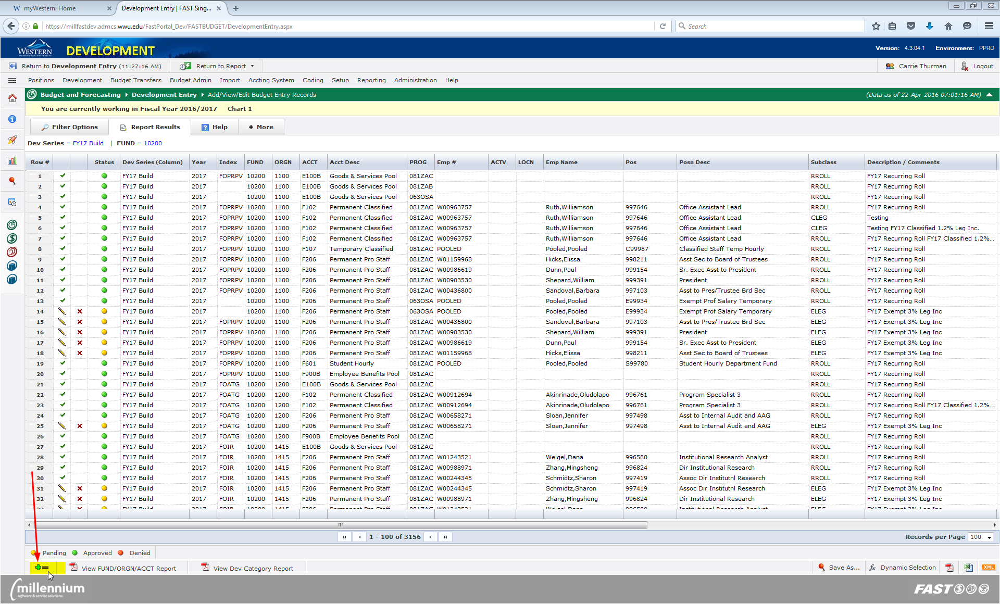 myWestern: Home
Development Entry | FAST Sing...
https://millfastdev.admcs.wwu.edu/FastPortal_Dev/FASTBUDGET/DevelopmentEntry.aspx Search
WESTERN DEVELOPMENT
Version: 4.3.04.1 Environment: PPRD
Return to Development Entry (11:27:16 AM) Return to Report Carrie Thurman Logout
Positions Development Budget Transfers Budget Admin Import Accting System Coding Setup Reporting Administration Help
Budget and Forecasting Development Entry Add/View/Edit Budget Entry Records (Data as of 22-Apr-2016 07:01:16 AM)
You are currently working in Fiscal Year 2016/2017 Chart 1
Filter Options Report Results Help + More
Dev Series = FY17 Build | FUND = 10200
Row # Status Dev Series (Column) Year Index FUND ORGN ACCT Acct Desc PROG Emp # ACTV LOCN Emp Name Pos Posn Desc Subclass Description / Comments
1 FY17 Build 2017 FOPRPV 10200 1100 E100B Goods & Services Pool 081ZAC RROLL FY17 Recurring Roll
2 FY17 Build 2017 10200 1100 E100B Goods & Services Pool 081ZAB RROLL FY17 Recurring Roll
3 FY17 Build 2017 10200 1100 E100B Goods & Services Pool 063OSA RROLL FY17 Recurring Roll
4 FY17 Build 2017 FOPRPV 10200 1100 F102 Permanent Classified 081ZAC W00963757 Ruth,Williamson 997646 Office Assistant Lead RROLL FY17 Recurring Roll
5 FY17 Build 2017 FOPRPV 10200 1100 F102 Permanent Classified 081ZAC W00963757 Ruth,Williamson 997646 Office Assistant Lead CLEG Testing
6 FY17 Build 2017 FOPRPV 10200 1100 F102 Permanent Classified 081ZAC W00963757 Ruth,Williamson 997646 Office Assistant Lead CLEG Testing FY17 Classified 1.2% Leg Inc.
7 FY17 Build 2017 FOPRPV 10200 1100 F102 Permanent Classified 081ZAC W00963757 Ruth,Williamson 997646 Office Assistant Lead RROLL FY17 Recurring Roll FY17 Classified 1.2%...
8 FY17 Build 2017 FOPRPV 10200 1100 F107 Temporary Classified 081ZAC POOLED Pooled,Pooled C99987 Classified Staff Temp Hourly RROLL FY17 Recurring Roll
9 FY17 Build 2017 FOPRPV 10200 1100 F206 Permanent Pro Staff 081ZAC W01159968 Hicks,Elissa 998211 Asst Sec to Board of Trustees RROLL FY17 Recurring Roll
10 FY17 Build 2017 FOPRPV 10200 1100 F206 Permanent Pro Staff 081ZAC W00986619 Dunn,Paul 999154 Sr. Exec Asst to President RROLL FY17 Recurring Roll
11 FY17 Build 2017 FOPRPV 10200 1100 F206 Permanent Pro Staff 081ZAC W00903530 Shepard,William 999391 President RROLL FY17 Recurring Roll
12 FY17 Build 2017 FOPRPV 10200 1100 F206 Permanent Pro Staff 081ZAC W00436800 Sandoval,Barbara 997103 Asst to Pres/Trustee Brd Sec RROLL FY17 Recurring Roll
13 FY17 Build 2017 10200 1100 F206 Permanent Pro Staff 063OSA POOLED Pooled,Pooled E99934 Exempt Prof Salary Temporary RROLL FY17 Recurring Roll
14 FY17 Build 2017 10200 1100 F206 Permanent Pro Staff 063OSA POOLED Pooled,Pooled E99934 Exempt Prof Salary Temporary ELEG FY17 Exempt 3% Leg Inc
15 FY17 Build 2017 FOPRPV 10200 1100 F206 Permanent Pro Staff 081ZAC W00436800 Sandoval,Barbara 997103 Asst to Pres/Trustee Brd Sec ELEG FY17 Exempt 3% Leg Inc
16 FY17 Build 2017 FOPRPV 10200 1100 F206 Permanent Pro Staff 081ZAC W00903530 Shepard,William 999391 President ELEG FY17 Exempt 3% Leg Inc
17 FY17 Build 2017 FOPRPV 10200 1100 F206 Permanent Pro Staff 081ZAC W00986619 Dunn,Paul 999154 Sr. Exec Asst to President ELEG FY17 Exempt 3% Leg Inc
18 FY17 Build 2017 FOPRPV 10200 1100 F206 Permanent Pro Staff 081ZAC W01159968 Hicks,Elissa 998211 Asst Sec to Board of Trustees ELEG FY17 Exempt 3% Leg Inc
19 FY17 Build 2017 FOPRPV 10200 1100 F601 Student Hourly 081ZAC POOLED Pooled,Pooled S99780 Student Hourly Department Fund RROLL FY17 Recurring Roll
20 FY17 Build 2017 FOPRPV 10200 1100 F900B Employee Benefits Pool 081ZAC RROLL FY17 Recurring Roll
21 FY17 Build 2017 FOATG 10200 1200 E100B Goods & Services Pool 081ZAC RROLL FY17 Recurring Roll
22 FY17 Build 2017 FOATG 10200 1200 F102 Permanent Classified 081ZAC W00912694 Akinrinade,Oludolapo 996761 Program Specialist 3 RROLL FY17 Recurring Roll
23 FY17 Build 2017 FOATG 10200 1200 F102 Permanent Classified 081ZAC W00912694 Akinrinade,Oludolapo 996761 Program Specialist 3 RROLL FY17 Recurring Roll FY17 Classified 1.2%...
24 FY17 Build 2017 FOATG 10200 1200 F206 Permanent Pro Staff 081ZAC W00658271 Sloan,Jennifer 997498 Asst to Internal Audit and AAG RROLL FY17 Recurring Roll
25 FY17 Build 2017 FOATG 10200 1200 F206 Permanent Pro Staff 081ZAC W00658271 Sloan,Jennifer 997498 Asst to Internal Audit and AAG ELEG FY17 Exempt 3% Leg Inc
26 FY17 Build 2017 FOATG 10200 1200 F900B Employee Benefits Pool 081ZAC RROLL FY17 Recurring Roll
27 FY17 Build 2017 FOIR 10200 1415 E100B Goods & Services Pool 081ZAC RROLL FY17 Recurring Roll
28 FY17 Build 2017 FOIR 10200 1415 F206 Permanent Pro Staff 081ZAC W01243521 Weigel,Dana 996580 Institutional Research Analyst RROLL FY17 Recurring Roll
29 FY17 Build 2017 FOIR 10200 1415 F206 Permanent Pro Staff 081ZAC W00988971 Zhang,Mingsheng 996824 Dir Institutional Research RROLL FY17 Recurring Roll
30 FY17 Build 2017 FOIR 10200 1415 F206 Permanent Pro Staff 081ZAC W00244345 Schmidtz,Sharon 997419 Assoc Dir Institutnl Research RROLL FY17 Recurring Roll
31 FY17 Build 2017 FOIR 10200 1415 F206 Permanent Pro Staff 081ZAC W00244345 Schmidtz,Sharon 997419 Assoc Dir Institutnl Research ELEG FY17 Exempt 3% Leg Inc
32 FY17 Build 2017 FOIR 10200 1415 F206 Permanent Pro Staff 081ZAC W00988971 Zhang,Mingsheng 996824 Dir Institutional Research ELEG FY17 Exempt 3% Leg Inc
1 - 100 of 3156 Records per Page 100
Pending Approved Denied
View FUND/ORGN/ACCT Report View Dev Category Report Save As... Dynamic Selection XML
millennium FAST
software & service solutions.